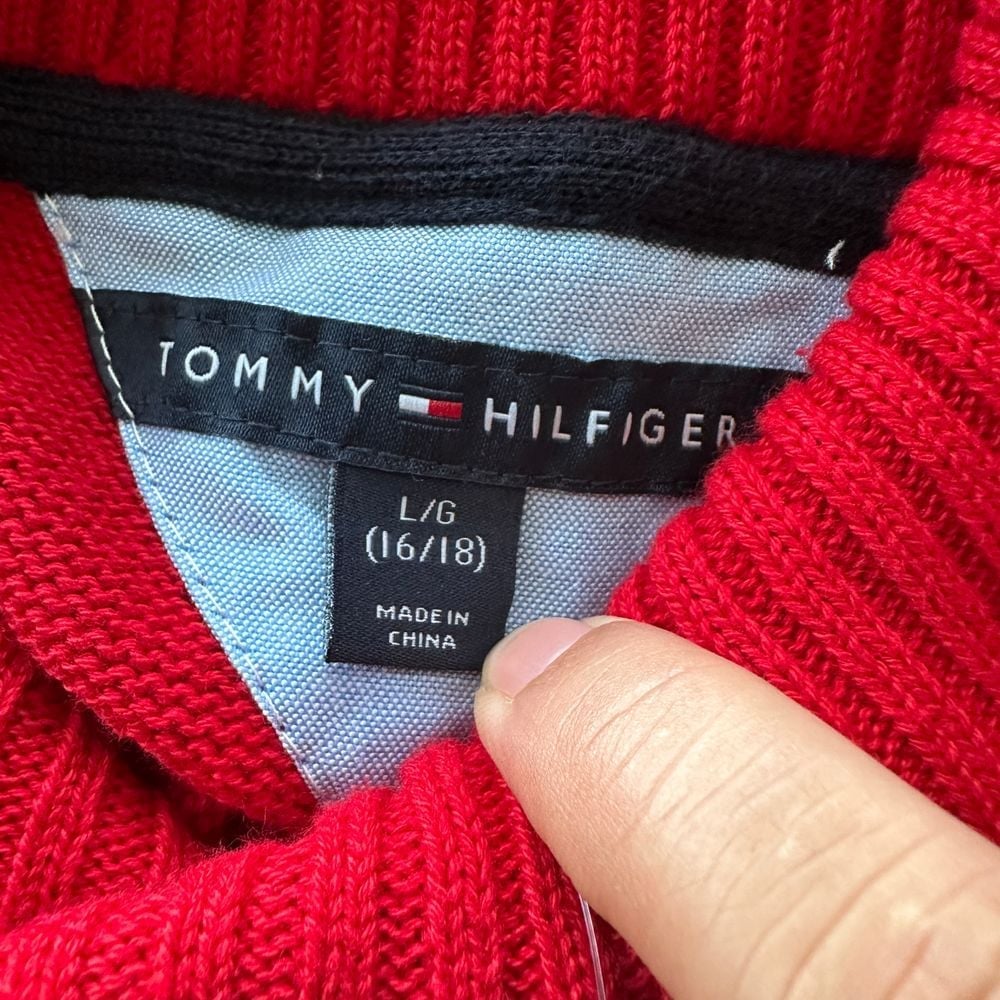 TOMMY HILFIGER
L/G
(16/18)
MADE IN
CHINA